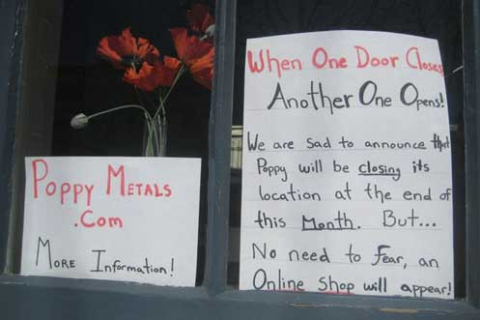 Poppy Metals
.Com
More Information!
When One Door Closes
Another One Opens!
We are sad to announce that
Poppy will be closing its
location at the end of
this Month. But...
No need to fear, an
Online Shop will appear!